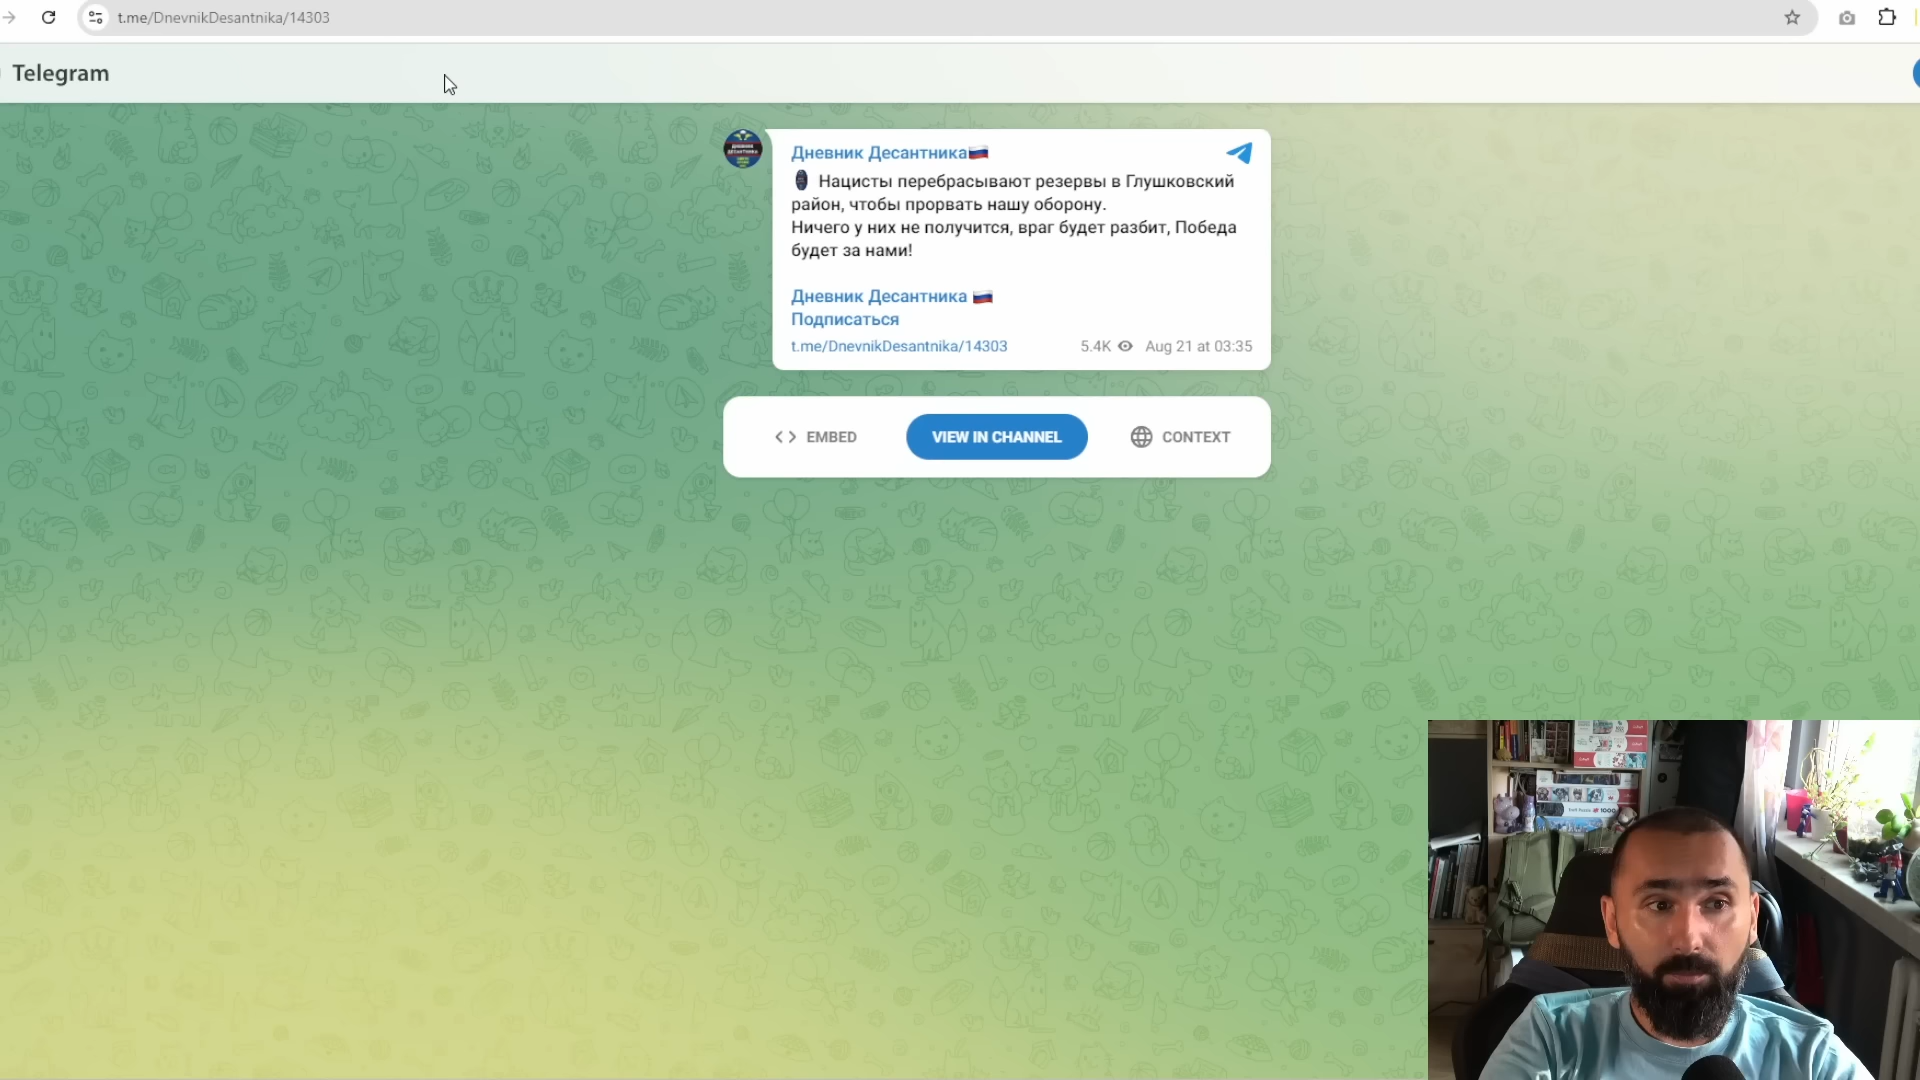 t.me/DnevnikDesantnika/14303
Telegram
Дневник Десантника
Нацисты перебрасывают резервы в Глушковский
район, чтобы прорвать нашу оборону.
Ничего у них не получится, враг будет разбит, Победа
будет за нами!
Дневник Десантника
Подписаться
t.me/DnevnikDesantnika/14303 5.4K Aug 21 at 03:35
EMBED VIEW IN CHANNEL CONTEXT